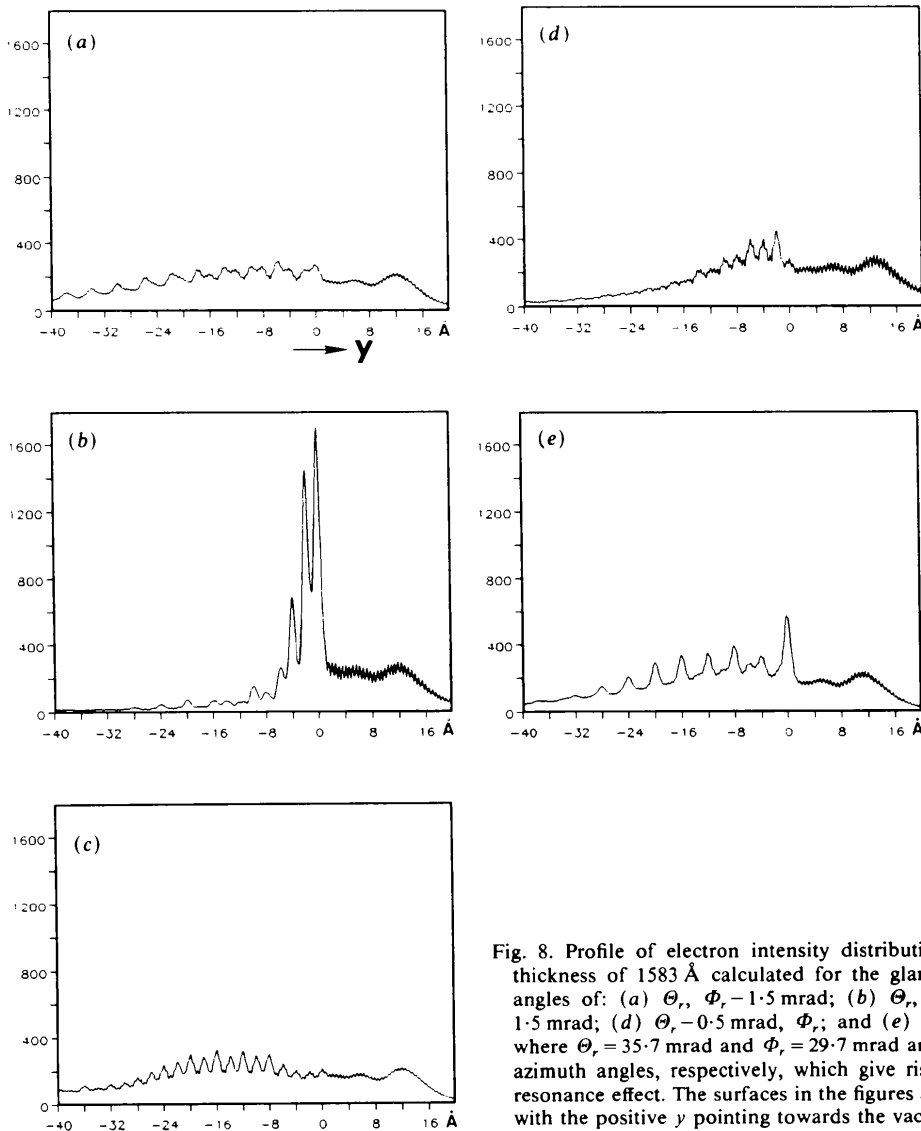 (a)
1600
1200
800
400
0
-40 -32 -24 -16 -8 0 8 16 Å
y
(d)
1600
1200
800
400
0
-40 -32 -24 -16 -8 0 8 16 Å
(b)
1600
1200
800
400
0
-40 -32 -24 -16 -8 0 8 16 Å
(e)
1600
1200
800
400
0
-40 -32 -24 -16 -8 0 8 16 Å
(c)
1600
1200
800
400
0
-40 -32 -24 -16 -8 0 8 16 Å
Fig. 8. Profile of electron intensity distributi
thickness of 1583 Å calculated for the glan
angles of: (a) Θr, Φr−1·5 mrad; (b) Θr,
1·5 mrad; (d) Θr−0·5 mrad, Φr; and (e)
where Θr = 35·7 mrad and Φr = 29·7 mrad an
azimuth angles, respectively, which give ris
resonance effect. The surfaces in the figures
with the positive y pointing towards the vac